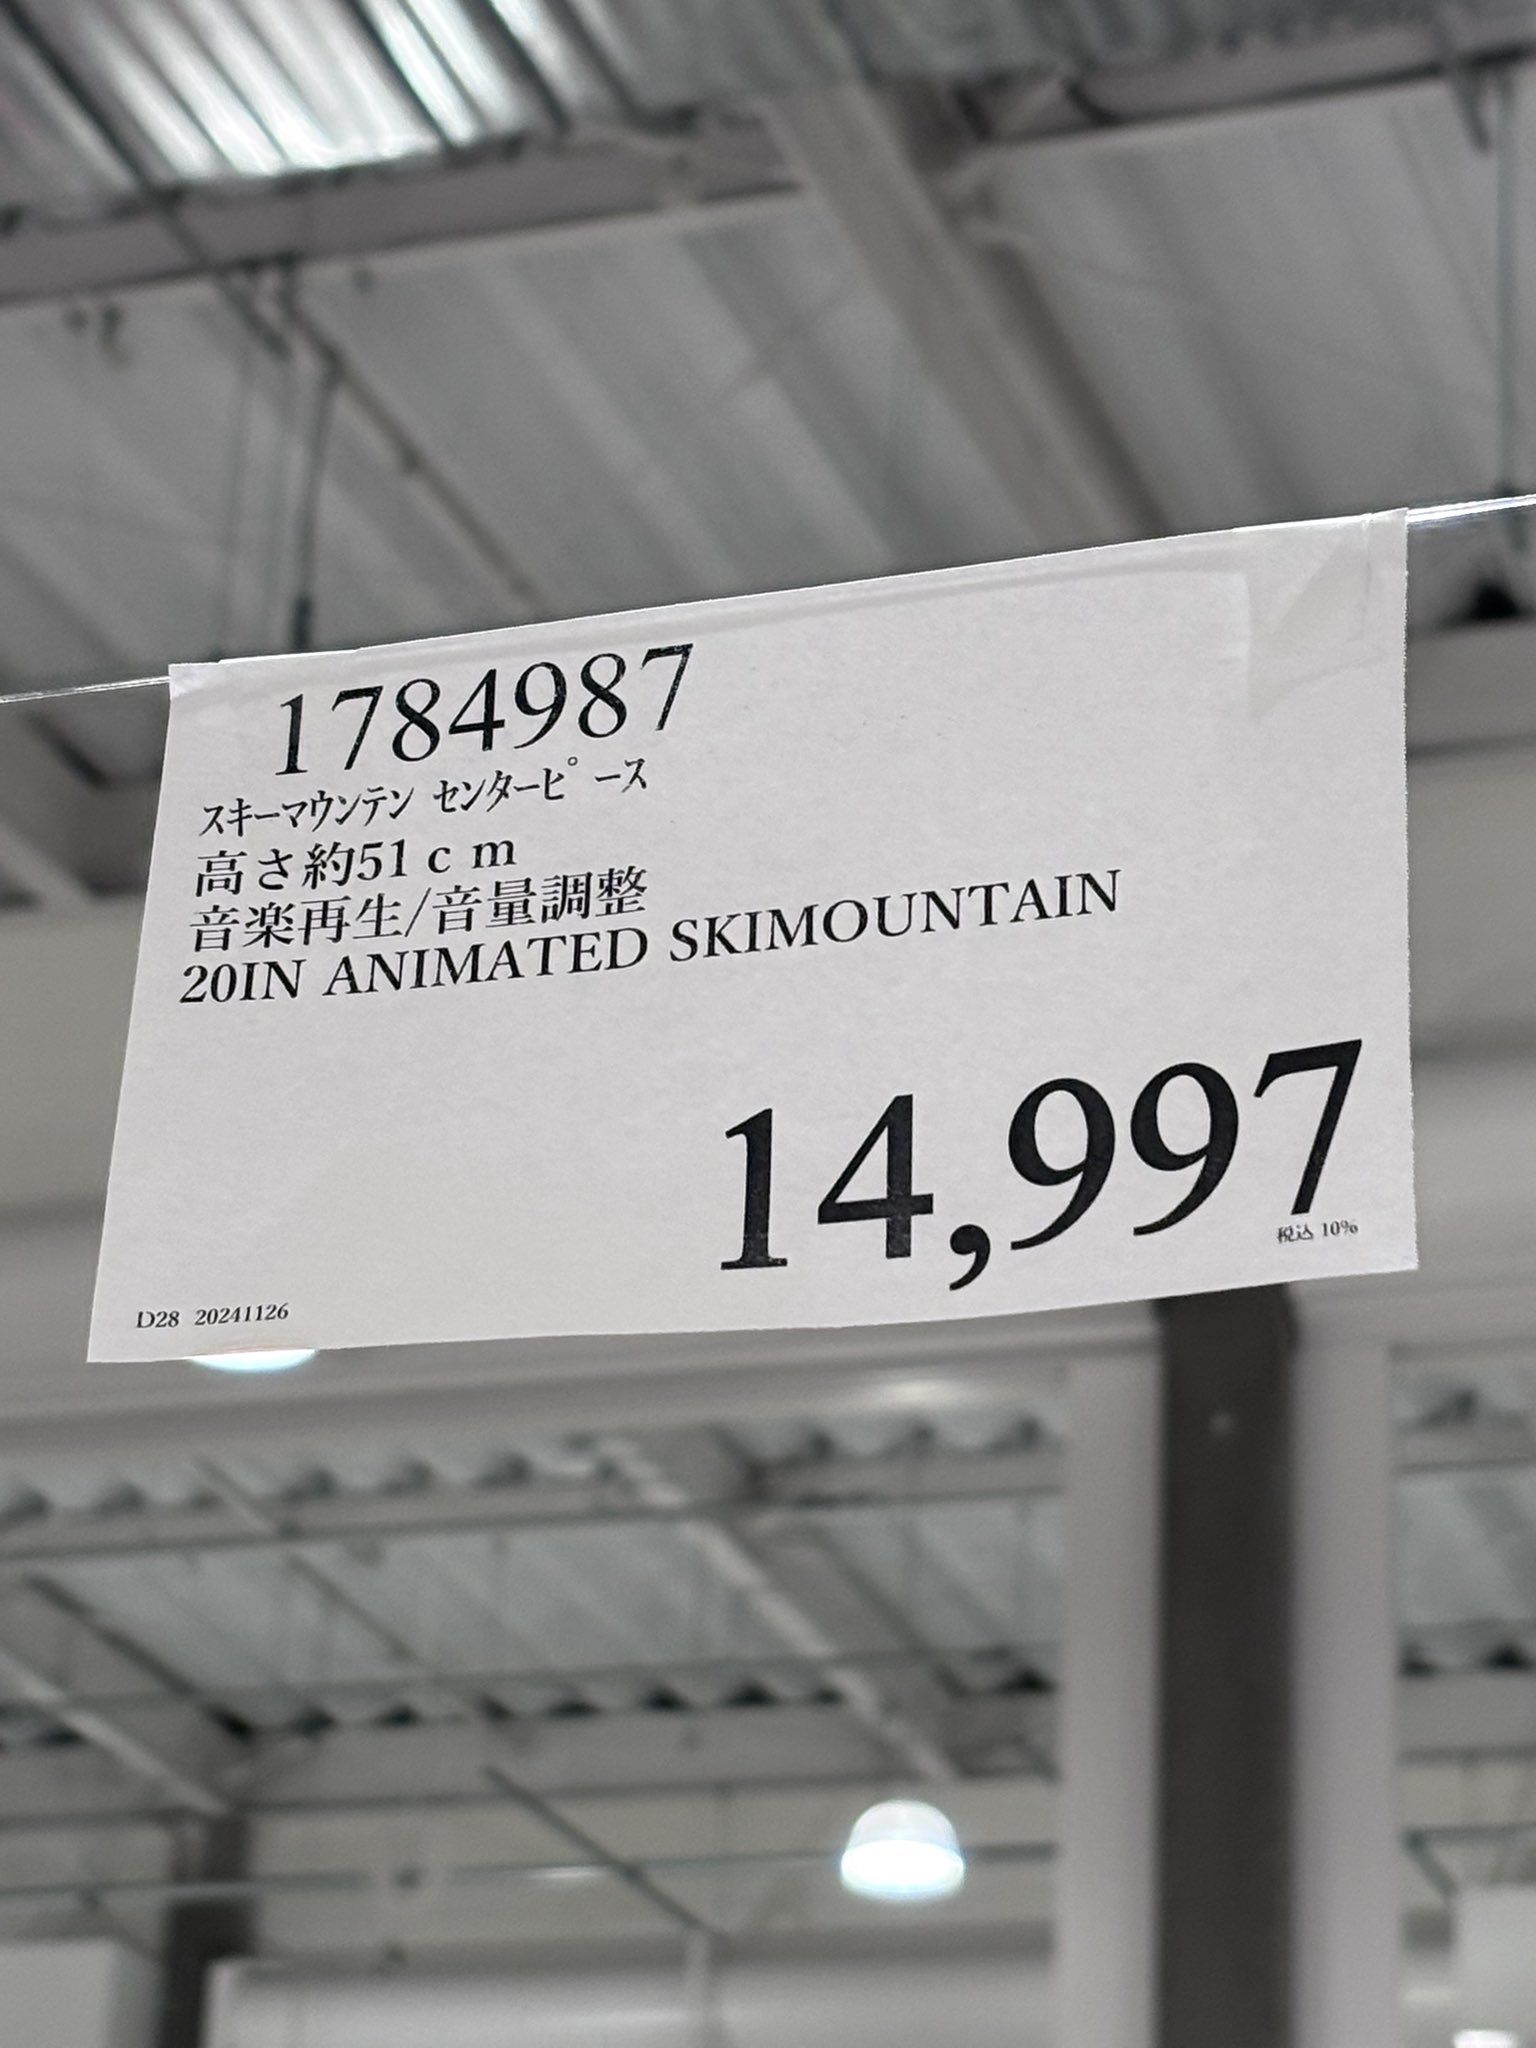 1784987
スキーマウンテン センターピース
高さ約51ｃｍ
音楽再生/音量調整
20IN ANIMATED SKIMOUNTAIN
14,997
税込 10%
D28 20241126